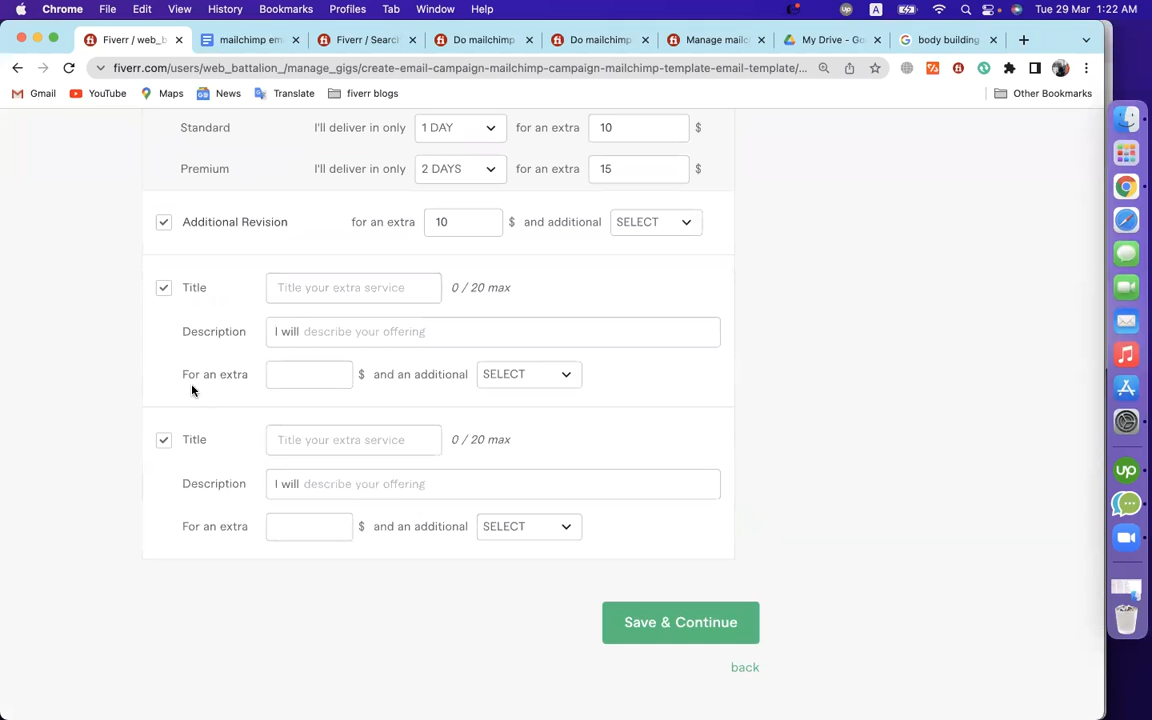 Chrome File Edit View History Bookmarks Profiles Tab Window Help A Tue 29 Mar 1:22 AM
Fiverr / web_b mailchimp em Fiverr / Searc Do mailchimp Do mailchimp Manage mailc My Drive - Go body building
fiverr.com/users/web_battalion_/manage_gigs/create-email-campaign-mailchimp-campaign-mailchimp-template-email-template/...
Gmail YouTube Maps News Translate fiverr blogs Other Bookmarks
Standard I'll deliver in only 1 DAY for an extra 10 $
Premium I'll deliver in only 2 DAYS for an extra 15 $
Additional Revision for an extra 10 $ and additional SELECT
Title Title your extra service 0 / 20 max
Description I will describe your offering
For an extra $ and an additional SELECT
Title Title your extra service 0 / 20 max
Description I will describe your offering
For an extra $ and an additional SELECT
Save & Continue
back